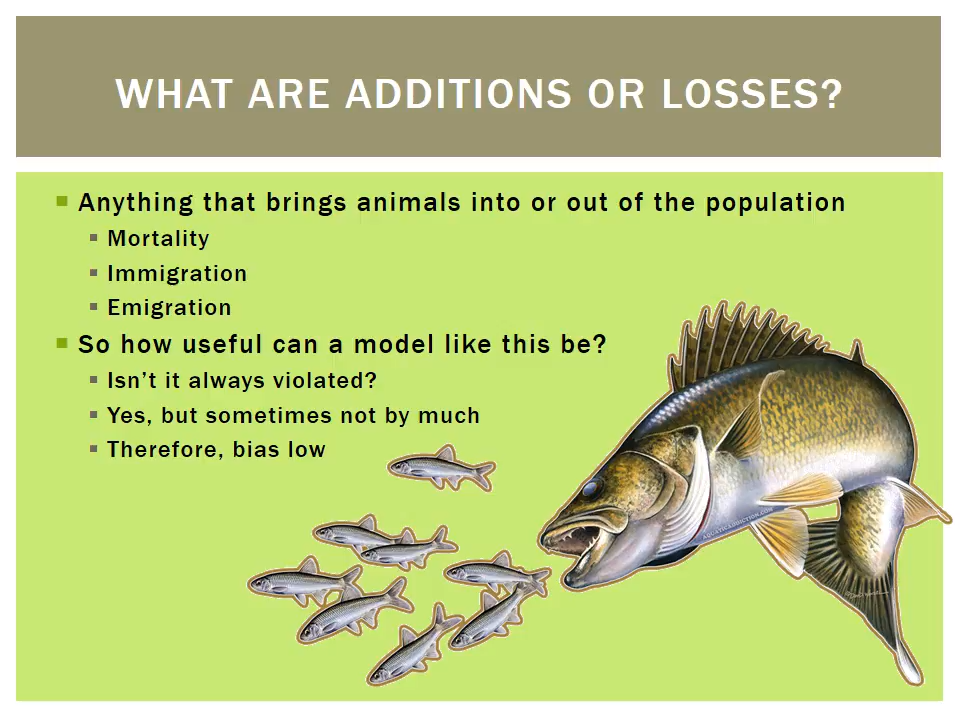 WHAT ARE ADDITIONS OR LOSSES?
Anything that brings animals into or out of the population
Mortality
Immigration
Emigration
So how useful can a model like this be?
Isn't it always violated?
Yes, but sometimes not by much
Therefore, bias low
AQUATICADDICTION.COM